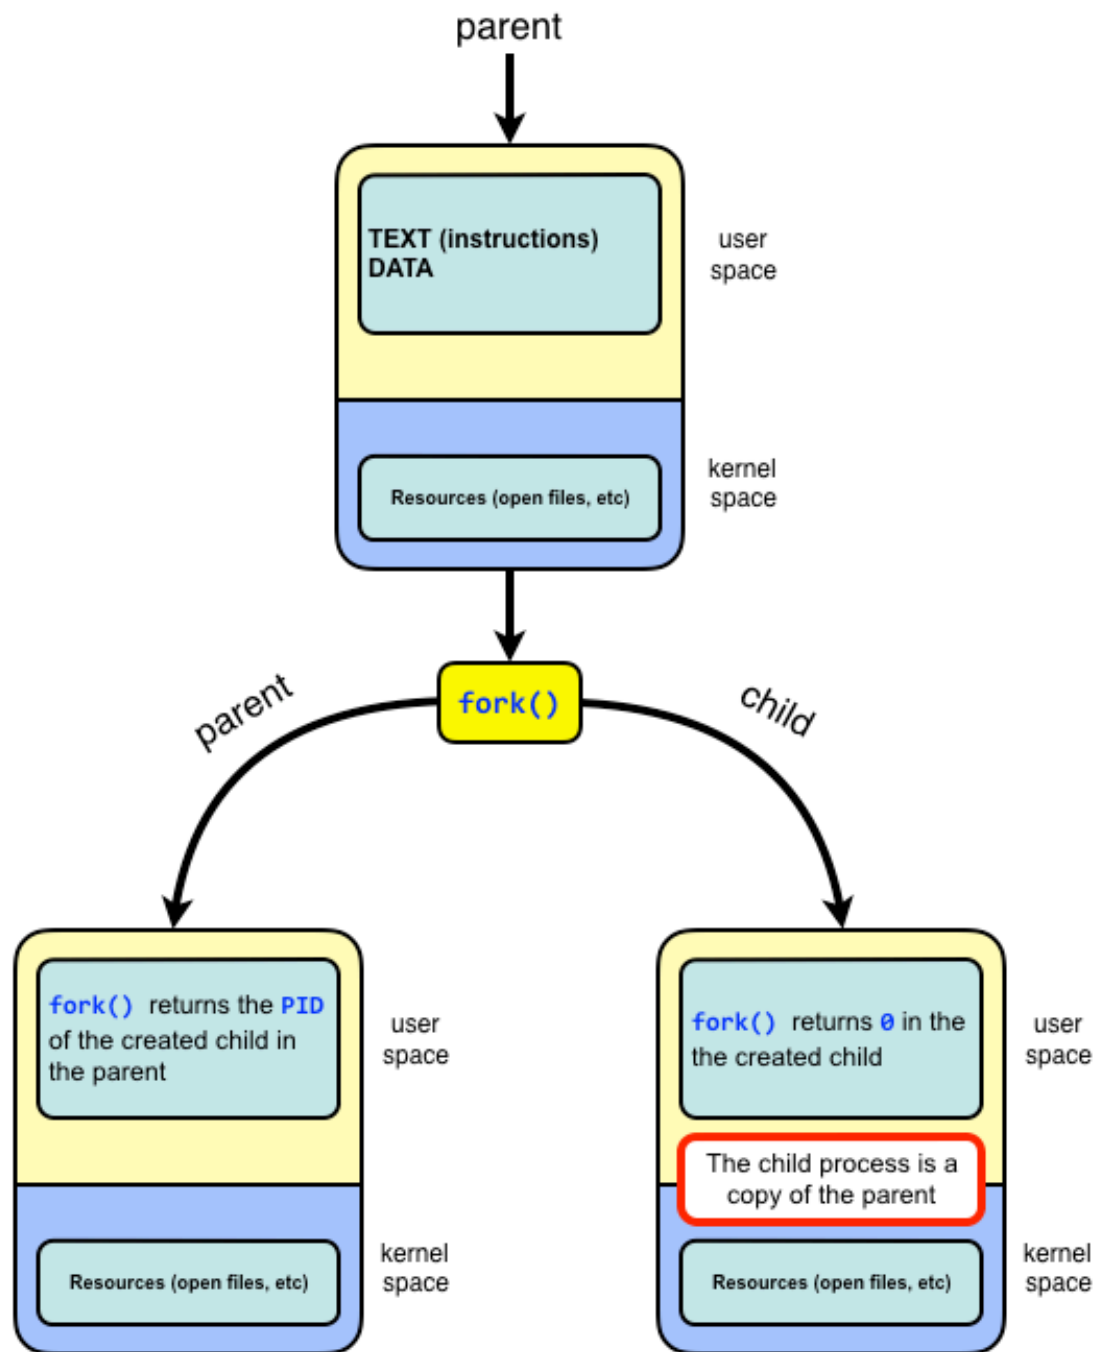 parent
TEXT (instructions)
DATA
user
space
kernel
space
Resources (open files, etc)
fork()
parent
child
fork() returns the PID
of the created child in
the parent
user
space
fork() returns 0 in the
the created child
user
space
The child process is a
copy of the parent
Resources (open files, etc)
kernel
space
Resources (open files, etc)
kernel
space